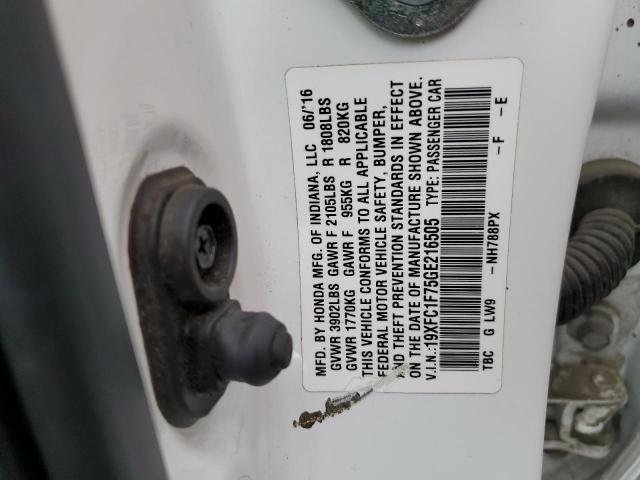 MFD. BY HONDA MFG. OF INDIANA, LLC 06/'16
GVWR 3902LBS GAWR F 2105LBS R 1808LBS
GVWR 1770KG GAWR F 955KG R 820KG
THIS VEHICLE CONFORMS TO ALL APPLICABLE
FEDERAL MOTOR VEHICLE SAFETY, BUMPER,
AND THEFT PREVENTION STANDARDS IN EFFECT
ON THE DATE OF MANUFACTURE SHOWN ABOVE.
V.I.N.:19XFC1F75GE216505 TYPE: PASSENGER CAR
TBC G LW9 – NH788PX – F – E